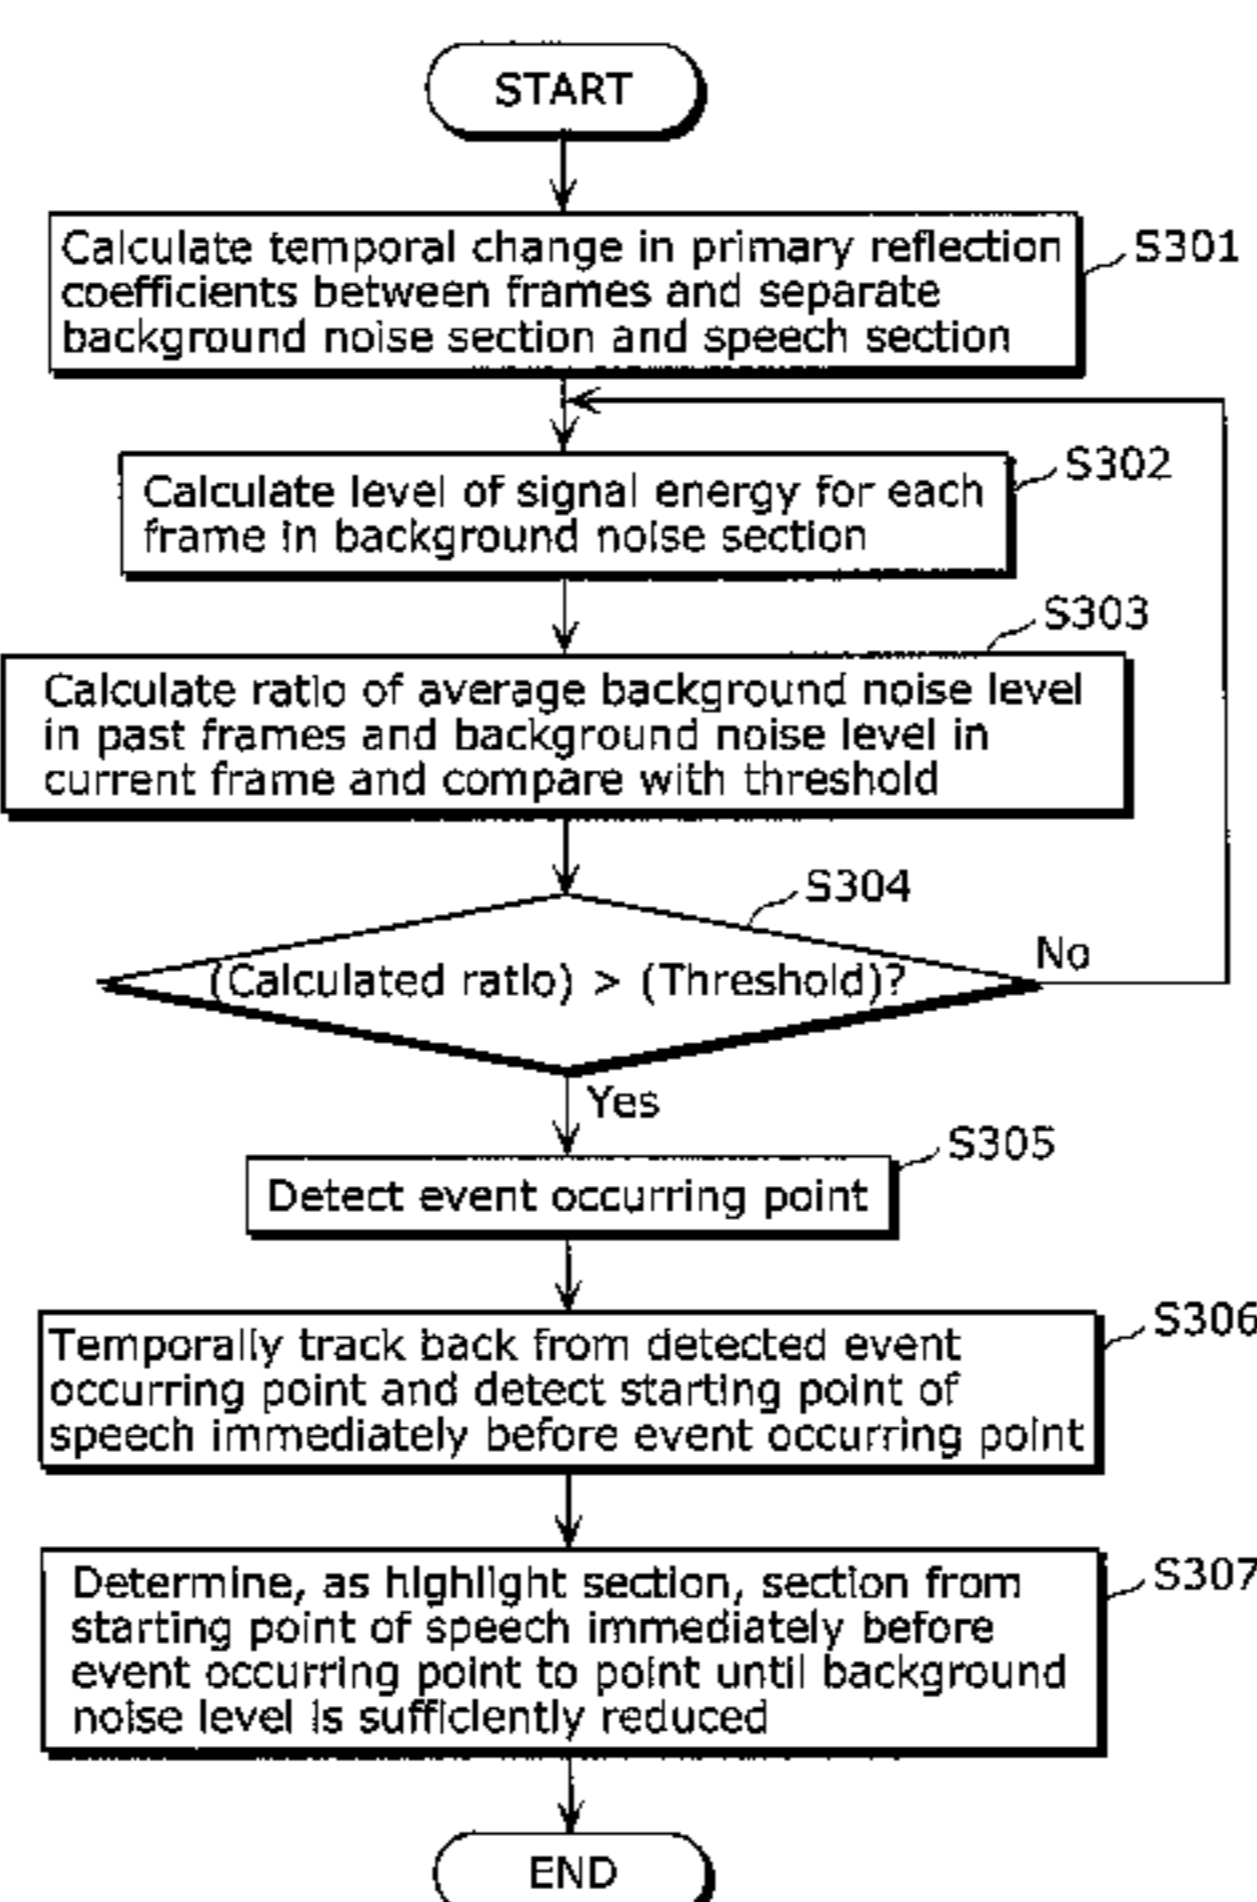 START
Calculate temporal change in primary reflection
coefficients between frames and separate
background noise section and speech section
S301
Calculate level of signal energy for each
frame in background noise section
S302
S303
Calculate ratio of average background noise level
in past frames and background noise level in
current frame and compare with threshold
S304
(Calculated ratio) > (Threshold)?
No
Yes
S305
Detect event occurring point
S306
Temporally track back from detected event
occurring point and detect starting point of
speech immediately before event occurring point
S307
Determine, as highlight section, section from
starting point of speech immediately before
event occurring point to point until background
noise level is sufficiently reduced
END